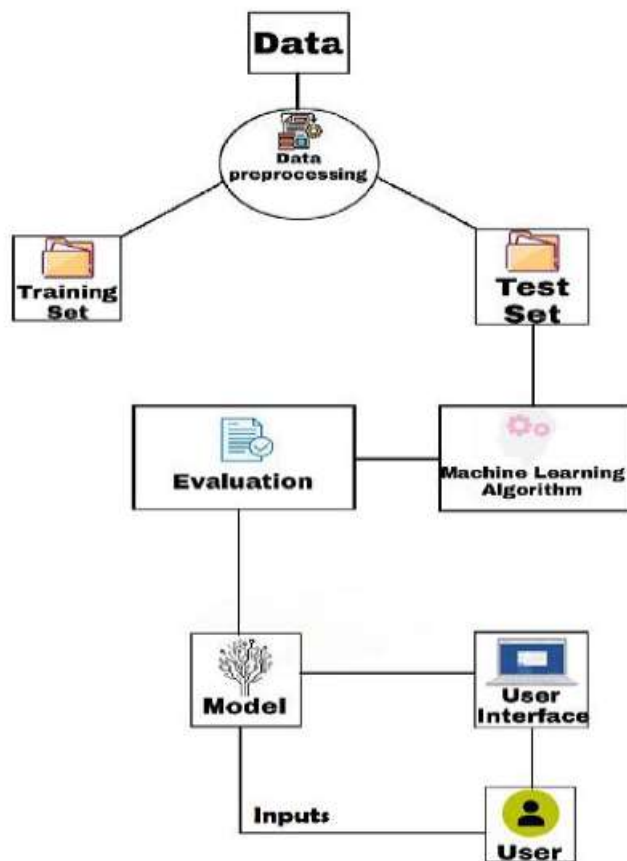 Data
Data
preprocessing
Training
Set
Test
Set
Evaluation
Machine Learning
Algorithm
Model
User
Interface
Inputs
User